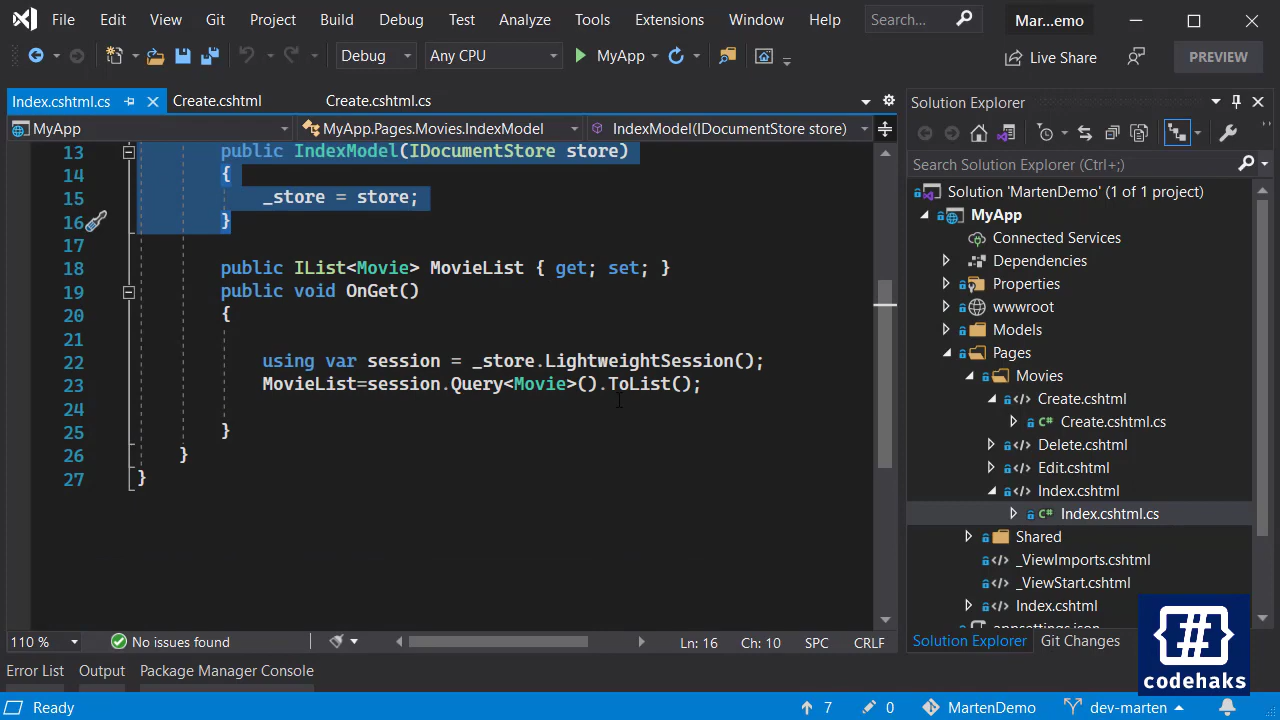 File Edit View Git Project Build Debug Test Analyze Tools Extensions Window Help Search... Mar...emo
Debug Any CPU MyApp Live Share PREVIEW
Index.cshtml.cs Create.cshtml Create.cshtml.cs
MyApp MyApp.Pages.Movies.IndexModel IndexModel(IDocumentStore store)
13 public IndexModel(IDocumentStore store)
14 {
15 _store = store;
16 }
17
18 public IList<Movie> MovieList { get; set; }
19 public void OnGet()
20 {
21
22 using var session = _store.LightweightSession();
23 MovieList=session.Query<Movie>().ToList();
24
25 }
26 }
27 }
110 % No issues found Ln: 16 Ch: 10 SPC CRLF
Error List Output Package Manager Console
Solution Explorer
Search Solution Explorer (Ctrl+;)
Solution 'MartenDemo' (1 of 1 project)
MyApp
Connected Services
Dependencies
Properties
wwwroot
Models
Pages
Movies
Create.cshtml
C# Create.cshtml.cs
Delete.cshtml
Edit.cshtml
Index.cshtml
C# Index.cshtml.cs
Shared
_ViewImports.cshtml
_ViewStart.cshtml
Index.cshtml
appsettings.json
Solution Explorer Git Changes
{#}
codehaks
Ready 7 0 MartenDemo dev-marten